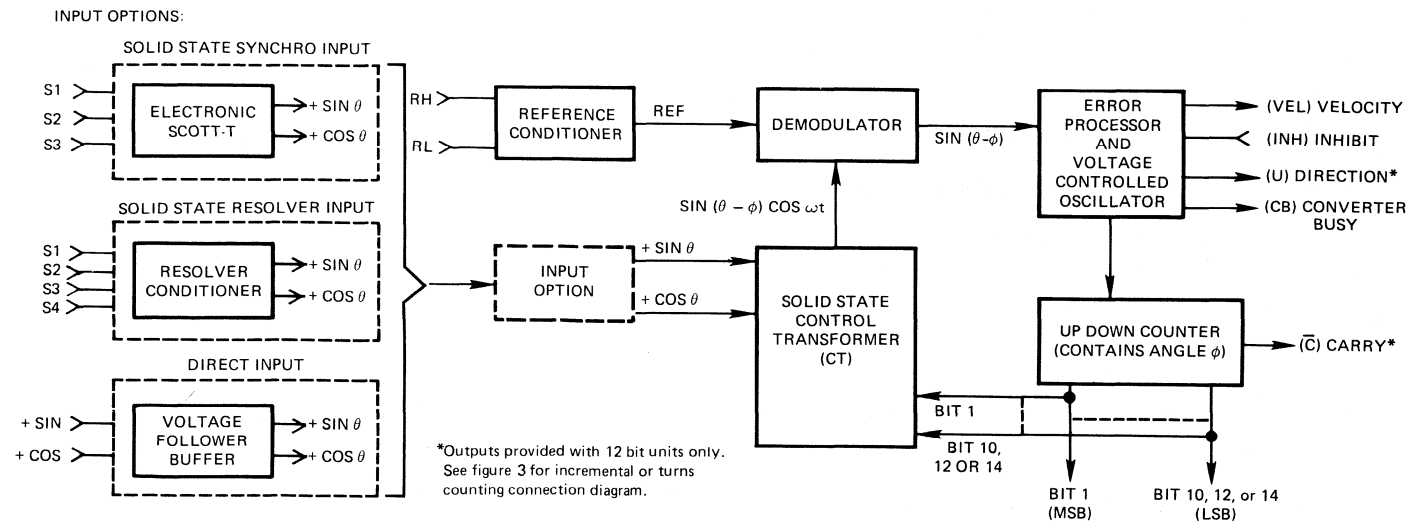 INPUT OPTIONS:
SOLID STATE SYNCHRO INPUT
S1
S2
S3
ELECTRONIC
SCOTT-T
+ SIN θ
+ COS θ
SOLID STATE RESOLVER INPUT
S1
S2
S3
S4
RESOLVER
CONDITIONER
+ SIN θ
+ COS θ
DIRECT INPUT
+ SIN
+ COS
VOLTAGE
FOLLOWER
BUFFER
+ SIN θ
+ COS θ
RH
RL
REFERENCE
CONDITIONER
REF
DEMODULATOR
SIN (θ-ϕ)
ERROR
PROCESSOR
AND
VOLTAGE
CONTROLLED
OSCILLATOR
(VEL) VELOCITY
(INH) INHIBIT
(U) DIRECTION*
(CB) CONVERTER
BUSY
SIN (θ – ϕ) COS ωt
INPUT
OPTION
+ SIN θ
+ COS θ
SOLID STATE
CONTROL
TRANSFORMER
(CT)
UP DOWN COUNTER
(CONTAINS ANGLE ϕ)
(C̅) CARRY*
BIT 1
BIT 10,
12 OR 14
BIT 1
(MSB)
BIT 10, 12, or 14
(LSB)
*Outputs provided with 12 bit units only.
See figure 3 for incremental or turns
counting connection diagram.